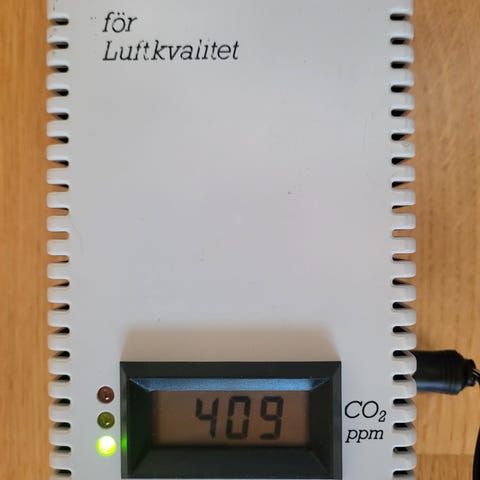 för
Luftkvalitet
409
CO₂
ppm